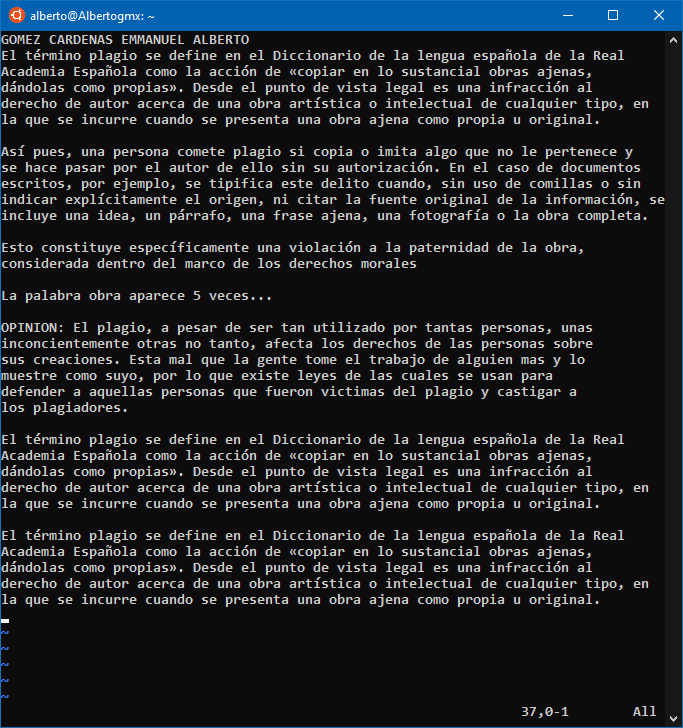 alberto@Albertogmx: ~
GOMEZ CARDENAS EMMANUEL ALBERTO
El término plagio se define en el Diccionario de la lengua española de la Real
Academia Española como la acción de «copiar en lo sustancial obras ajenas,
dándolas como propias». Desde el punto de vista legal es una infracción al
derecho de autor acerca de una obra artística o intelectual de cualquier tipo, en
la que se incurre cuando se presenta una obra ajena como propia u original.

Así pues, una persona comete plagio si copia o imita algo que no le pertenece y
se hace pasar por el autor de ello sin su autorización. En el caso de documentos
escritos, por ejemplo, se tipifica este delito cuando, sin uso de comillas o sin
indicar explícitamente el origen, ni citar la fuente original de la información, se
incluye una idea, un párrafo, una frase ajena, una fotografía o la obra completa.

Esto constituye específicamente una violación a la paternidad de la obra,
considerada dentro del marco de los derechos morales

La palabra obra aparece 5 veces...

OPINION: El plagio, a pesar de ser tan utilizado por tantas personas, unas
inconcientemente otras no tanto, afecta los derechos de las personas sobre
sus creaciones. Esta mal que la gente tome el trabajo de alguien mas y lo
muestre como suyo, por lo que existe leyes de las cuales se usan para
defender a aquellas personas que fueron victimas del plagio y castigar a
los plagiadores.

El término plagio se define en el Diccionario de la lengua española de la Real
Academia Española como la acción de «copiar en lo sustancial obras ajenas,
dándolas como propias». Desde el punto de vista legal es una infracción al
derecho de autor acerca de una obra artística o intelectual de cualquier tipo, en
la que se incurre cuando se presenta una obra ajena como propia u original.

El término plagio se define en el Diccionario de la lengua española de la Real
Academia Española como la acción de «copiar en lo sustancial obras ajenas,
dándolas como propias». Desde el punto de vista legal es una infracción al
derecho de autor acerca de una obra artística o intelectual de cualquier tipo, en
la que se incurre cuando se presenta una obra ajena como propia u original.

~
~
~
~
~
37,0-1 All